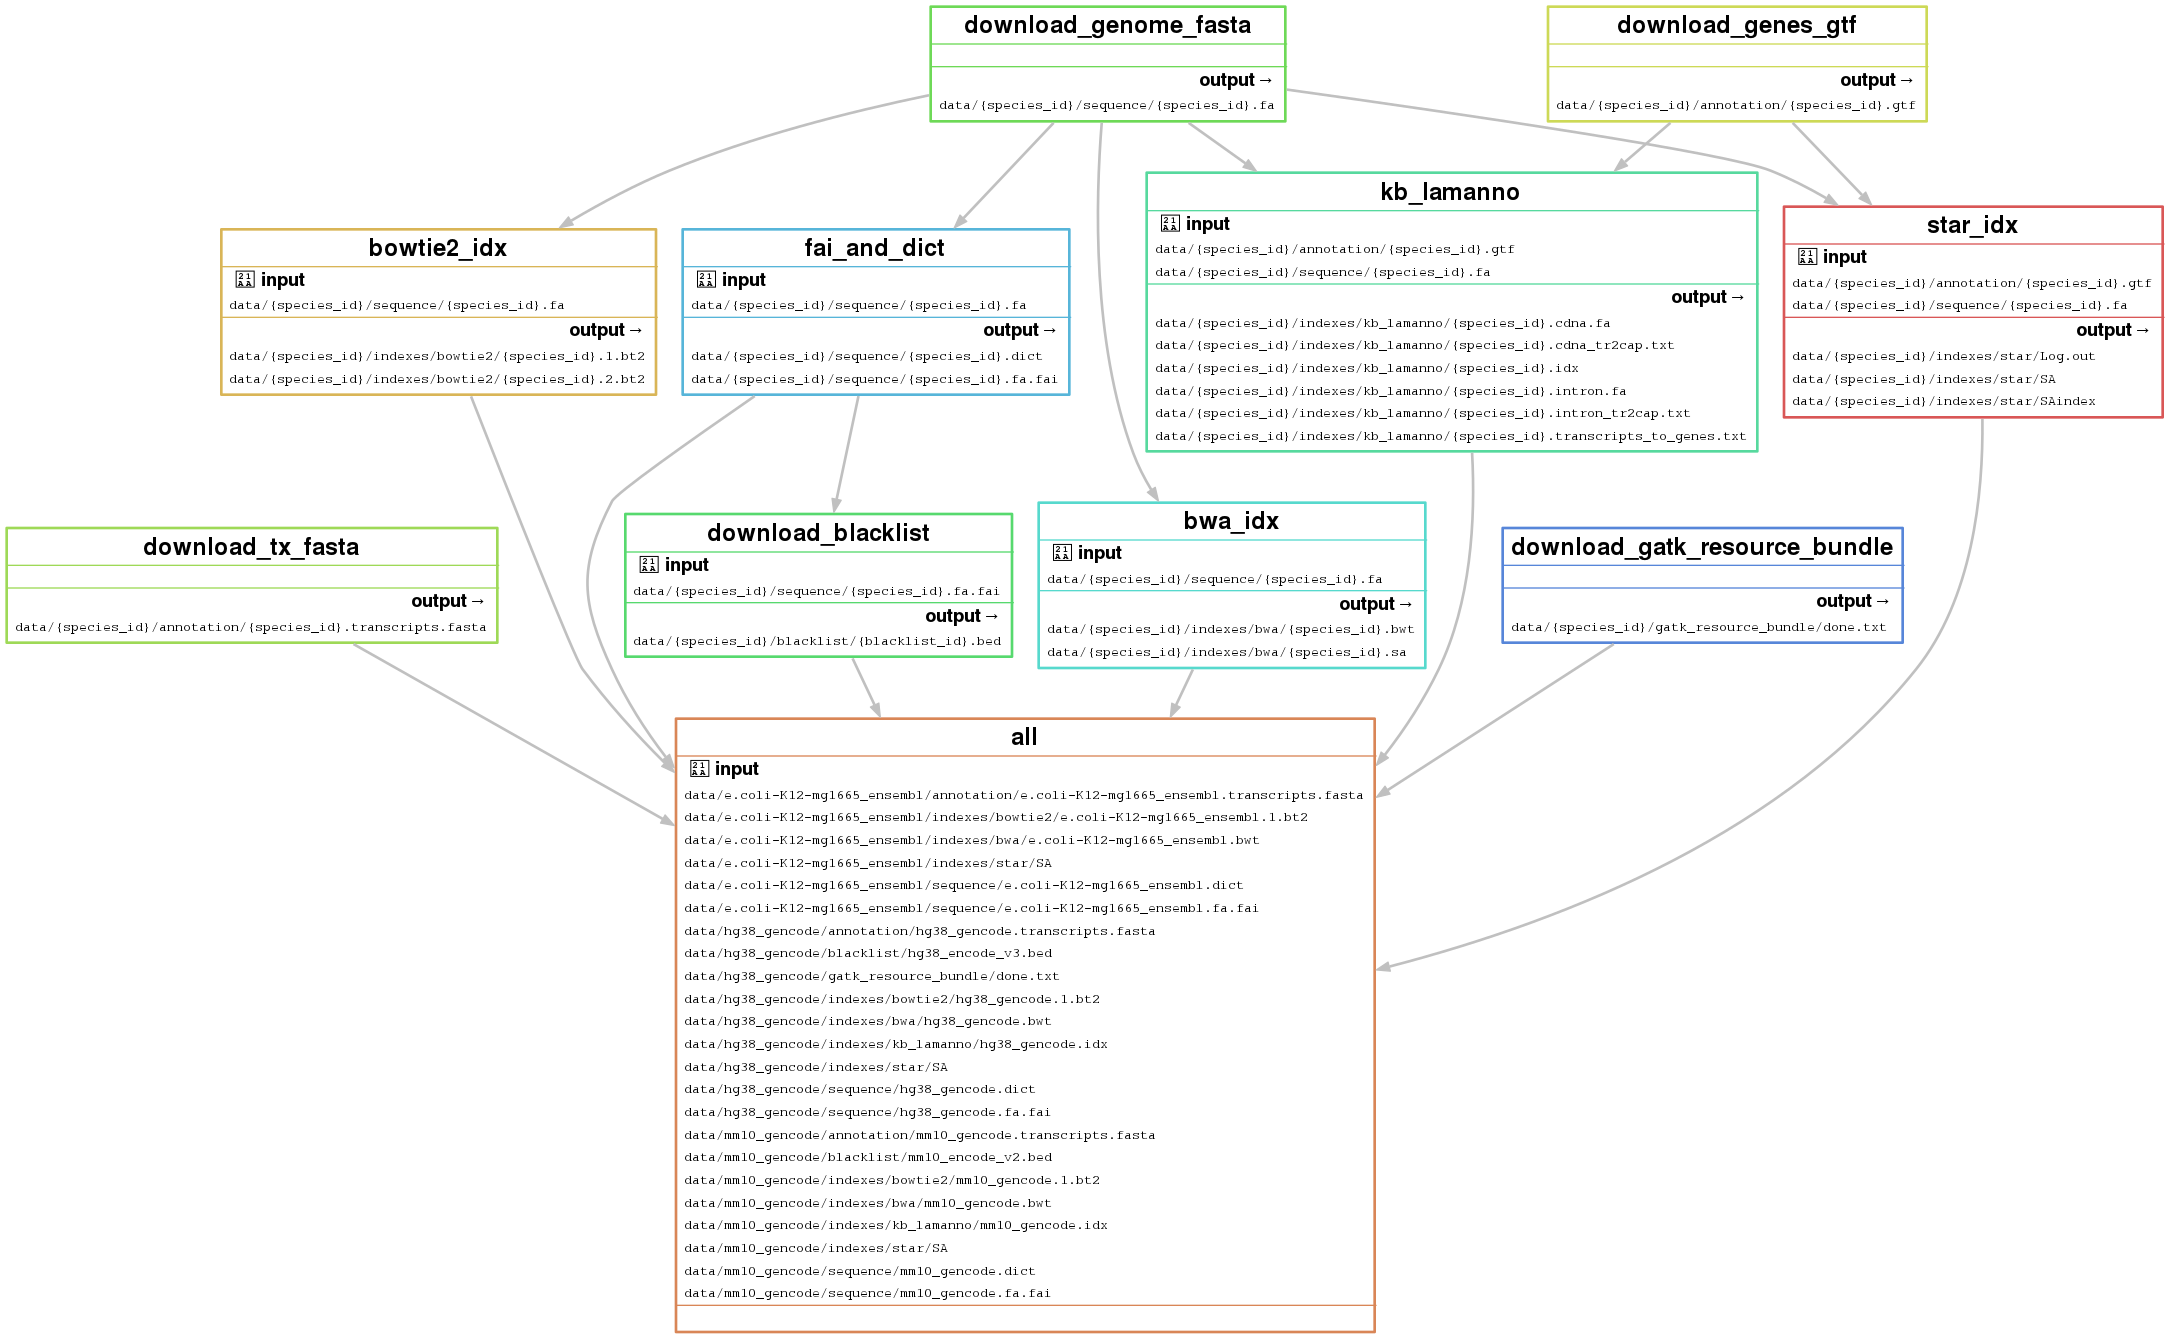 download_genome_fasta
output →
data/{species_id}/sequence/{species_id}.fa
download_genes_gtf
output →
data/{species_id}/annotation/{species_id}.gtf
bowtie2_idx
input
data/{species_id}/sequence/{species_id}.fa
output →
data/{species_id}/indexes/bowtie2/{species_id}.1.bt2
data/{species_id}/indexes/bowtie2/{species_id}.2.bt2
fai_and_dict
input
data/{species_id}/sequence/{species_id}.fa
output →
data/{species_id}/sequence/{species_id}.dict
data/{species_id}/sequence/{species_id}.fa.fai
kb_lamanno
input
data/{species_id}/annotation/{species_id}.gtf
data/{species_id}/sequence/{species_id}.fa
output →
data/{species_id}/indexes/kb_lamanno/{species_id}.cdna.fa
data/{species_id}/indexes/kb_lamanno/{species_id}.cdna_tr2cap.txt
data/{species_id}/indexes/kb_lamanno/{species_id}.idx
data/{species_id}/indexes/kb_lamanno/{species_id}.intron.fa
data/{species_id}/indexes/kb_lamanno/{species_id}.intron_tr2cap.txt
data/{species_id}/indexes/kb_lamanno/{species_id}.transcripts_to_genes.txt
star_idx
input
data/{species_id}/annotation/{species_id}.gtf
data/{species_id}/sequence/{species_id}.fa
output →
data/{species_id}/indexes/star/Log.out
data/{species_id}/indexes/star/SA
data/{species_id}/indexes/star/SAindex
download_tx_fasta
output →
data/{species_id}/annotation/{species_id}.transcripts.fasta
download_blacklist
input
data/{species_id}/sequence/{species_id}.fa.fai
output →
data/{species_id}/blacklist/{blacklist_id}.bed
bwa_idx
input
data/{species_id}/sequence/{species_id}.fa
output →
data/{species_id}/indexes/bwa/{species_id}.bwt
data/{species_id}/indexes/bwa/{species_id}.sa
download_gatk_resource_bundle
output →
data/{species_id}/gatk_resource_bundle/done.txt
all
input
data/e.coli-K12-mg1665_ensembl/annotation/e.coli-K12-mg1665_ensembl.transcripts.fasta
data/e.coli-K12-mg1665_ensembl/indexes/bowtie2/e.coli-K12-mg1665_ensembl.1.bt2
data/e.coli-K12-mg1665_ensembl/indexes/bwa/e.coli-K12-mg1665_ensembl.bwt
data/e.coli-K12-mg1665_ensembl/indexes/star/SA
data/e.coli-K12-mg1665_ensembl/sequence/e.coli-K12-mg1665_ensembl.dict
data/e.coli-K12-mg1665_ensembl/sequence/e.coli-K12-mg1665_ensembl.fa.fai
data/hg38_gencode/annotation/hg38_gencode.transcripts.fasta
data/hg38_gencode/blacklist/hg38_encode_v3.bed
data/hg38_gencode/gatk_resource_bundle/done.txt
data/hg38_gencode/indexes/bowtie2/hg38_gencode.1.bt2
data/hg38_gencode/indexes/bwa/hg38_gencode.bwt
data/hg38_gencode/indexes/kb_lamanno/hg38_gencode.idx
data/hg38_gencode/indexes/star/SA
data/hg38_gencode/sequence/hg38_gencode.dict
data/hg38_gencode/sequence/hg38_gencode.fa.fai
data/mm10_gencode/annotation/mm10_gencode.transcripts.fasta
data/mm10_gencode/blacklist/mm10_encode_v2.bed
data/mm10_gencode/indexes/bowtie2/mm10_gencode.1.bt2
data/mm10_gencode/indexes/bwa/mm10_gencode.bwt
data/mm10_gencode/indexes/kb_lamanno/mm10_gencode.idx
data/mm10_gencode/indexes/star/SA
data/mm10_gencode/sequence/mm10_gencode.dict
data/mm10_gencode/sequence/mm10_gencode.fa.fai